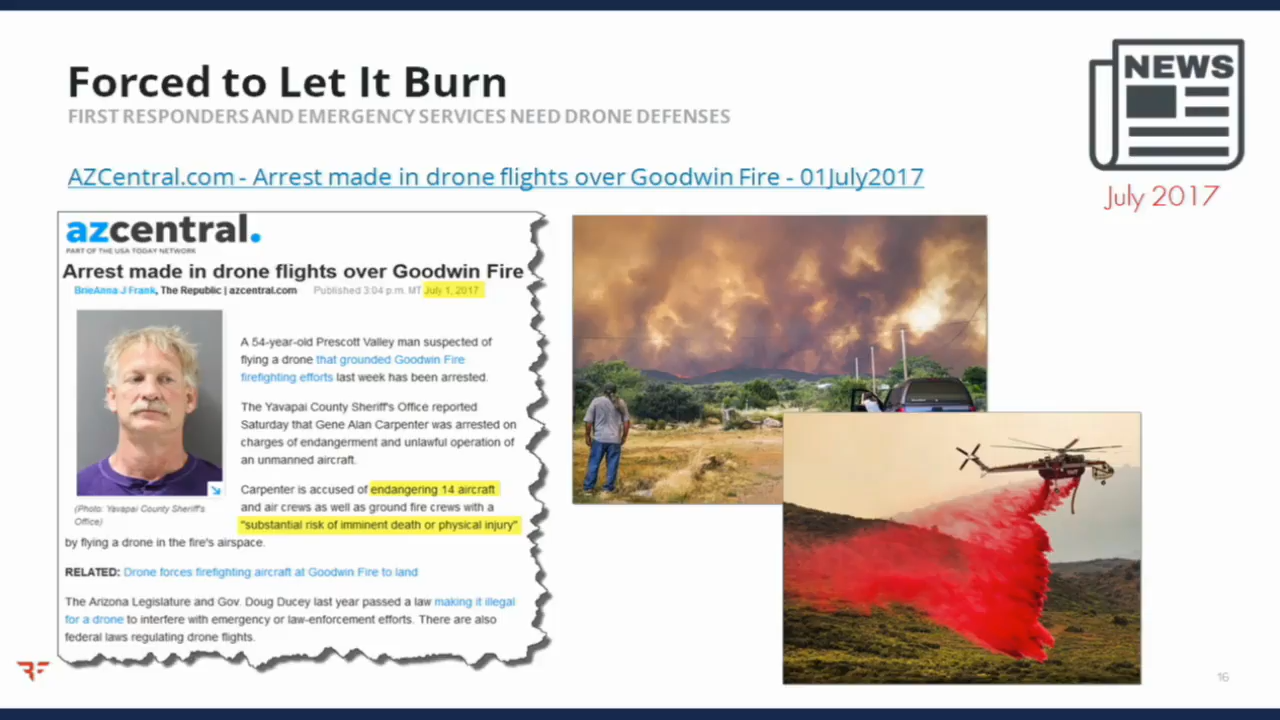 Forced to Let It Burn
NEWS
FIRST RESPONDERS AND EMERGENCY SERVICES NEED DRONE DEFENSES
AZCentral.com - Arrest made in drone flights over Goodwin Fire - 01July2017
July 2017
azcentral.
PART OF THE USA TODAY NETWORK
Arrest made in drone flights over Goodwin Fire
BrieAnna J Frank, The Republic | azcentral.com Published 3:04 p.m. MT July 1, 2017
A 54-year-old Prescott Valley man suspected of
flying a drone that grounded Goodwin Fire
firefighting efforts last week has been arrested.
The Yavapai County Sheriff's Office reported
Saturday that Gene Alan Carpenter was arrested on
charges of endangerment and unlawful operation of
an unmanned aircraft.
Carpenter is accused of endangering 14 aircraft
and air crews as well as ground fire crews with a
"substantial risk of imminent death or physical injury"
(Photo: Yavapai County Sheriff's
Office)
by flying a drone in the fire's airspace.
RELATED: Drone forces firefighting aircraft at Goodwin Fire to land
The Arizona Legislature and Gov. Doug Ducey last year passed a law making it illegal
for a drone to interfere with emergency or law-enforcement efforts. There are also
federal laws regulating drone flights.
RF
16